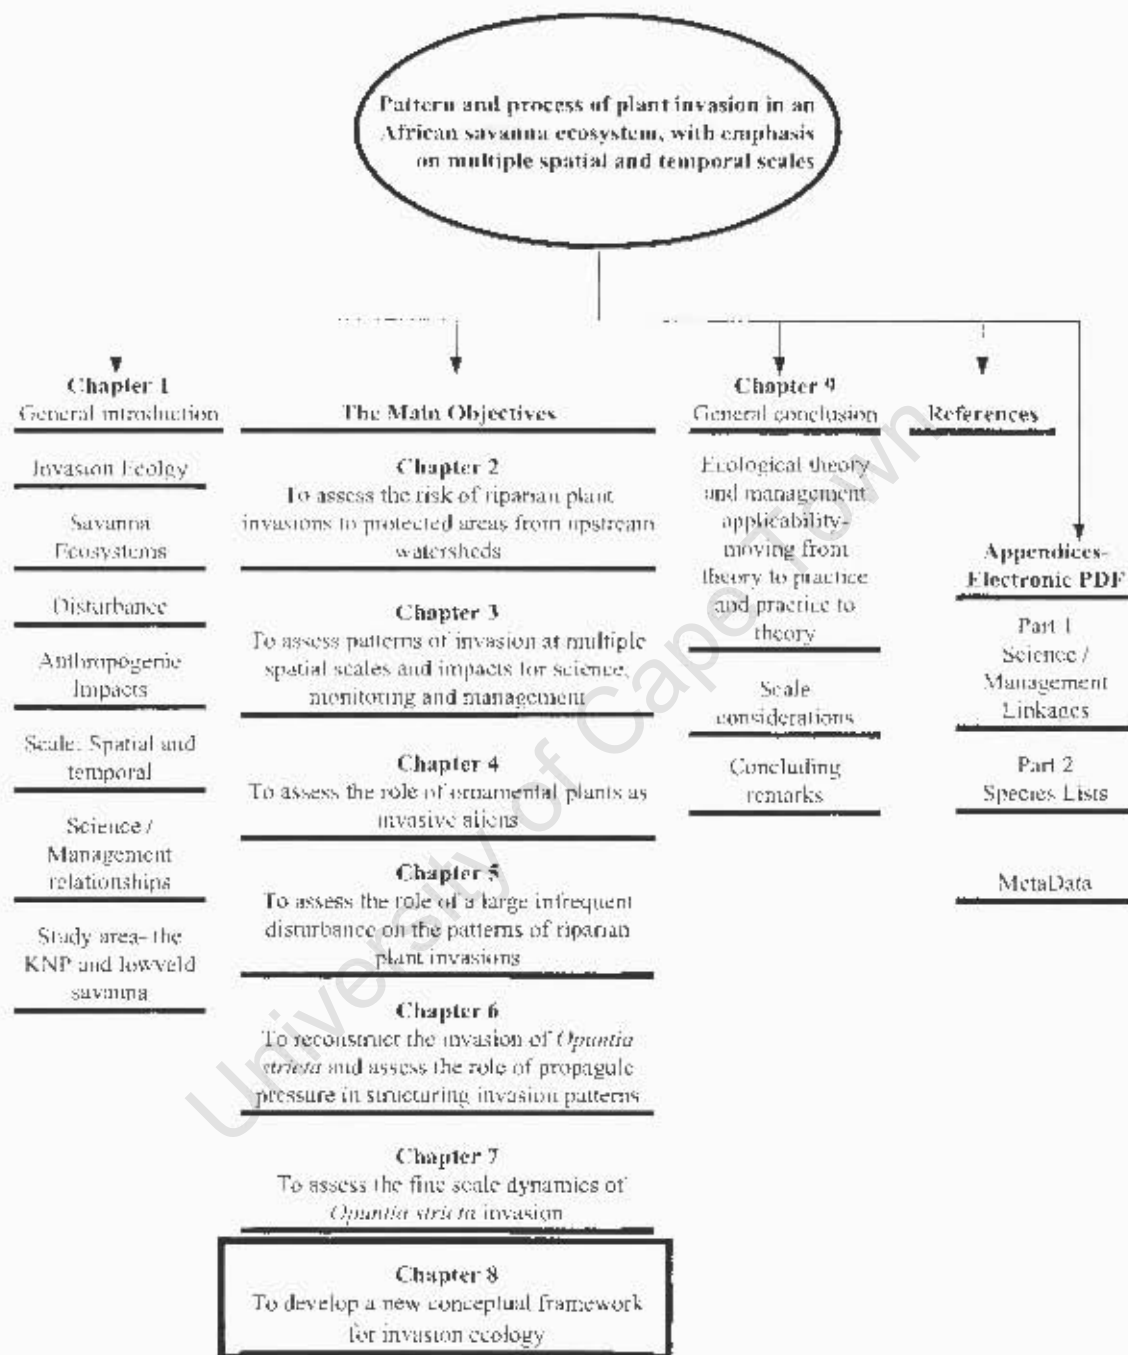 Pattern and process of plant invasion in an
African savanna ecosystem, with emphasis
on multiple spatial and temporal scales
Chapter 1
General introduction
Invasion Ecolgy
Savanna
Ecosystems
Disturbance
Anthropogenic
Impacts
Scale: Spatial and
temporal
Science /
Management
relationships
Study area- the
KNP and lowveld
savanna
The Main Objectives
Chapter 2
To assess the risk of riparian plant
invasions to protected areas from upstream
watersheds
Chapter 3
To assess patterns of invasion at multiple
spatial scales and impacts for science,
monitoring and management
Chapter 4
To assess the role of ornamental plants as
invasive aliens
Chapter 5
To assess the role of a large infrequent
disturbance on the patterns of riparian
plant invasions
Chapter 6
To reconstruct the invasion of Opuntia
stricta and assess the role of propagule
pressure in structuring invasion patterns
Chapter 7
To assess the fine scale dynamics of
Opuntia stricta invasion
Chapter 8
To develop a new conceptual framework
for invasion ecology
Chapter 9
General conclusion
Ecological theory
and management
applicability-
moving from
theory to practice
and practice to
theory
Scale
considerations
Concluding
remarks
References
Appendices-
Electronic PDF
Part 1
Science /
Management
Linkages
Part 2
Species Lists
MetaData
University of Cape Town